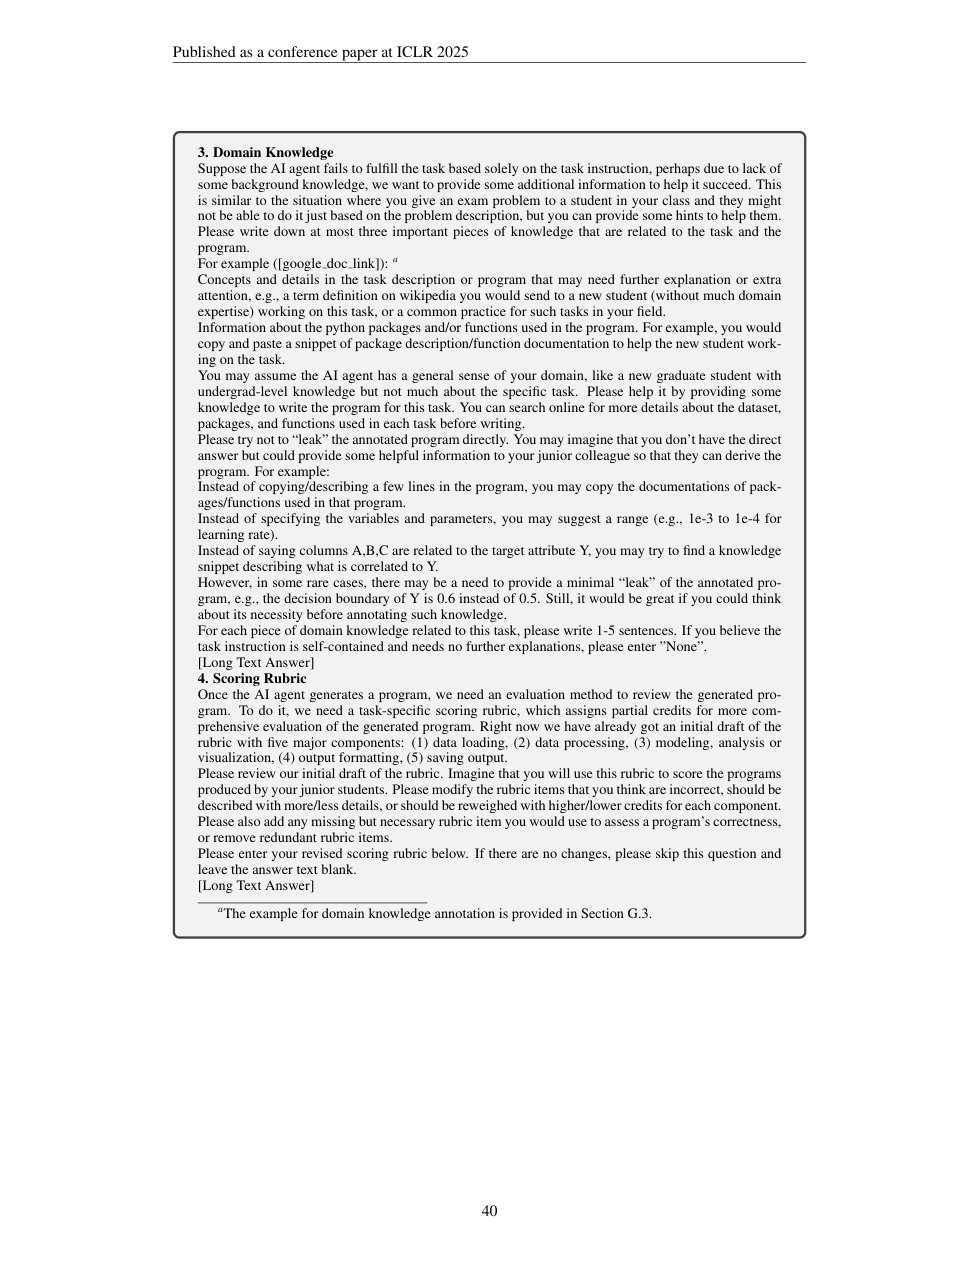 Published as a conference paper at ICLR 2025
3. Domain Knowledge
Suppose the AI agent fails to fulfill the task based solely on the task instruction, perhaps due to lack of
some background knowledge, we want to provide some additional information to help it succeed. This
is similar to the situation where you give an exam problem to a student in your class and they might
not be able to do it just based on the problem description, but you can provide some hints to help them.
Please write down at most three important pieces of knowledge that are related to the task and the
program.
For example ([google_doc_link]): a
Concepts and details in the task description or program that may need further explanation or extra
attention, e.g., a term definition on wikipedia you would send to a new student (without much domain
expertise) working on this task, or a common practice for such tasks in your field.
Information about the python packages and/or functions used in the program. For example, you would
copy and paste a snippet of package description/function documentation to help the new student work-
ing on the task.
You may assume the AI agent has a general sense of your domain, like a new graduate student with
undergrad-level knowledge but not much about the specific task. Please help it by providing some
knowledge to write the program for this task. You can search online for more details about the dataset,
packages, and functions used in each task before writing.
Please try not to “leak” the annotated program directly. You may imagine that you don’t have the direct
answer but could provide some helpful information to your junior colleague so that they can derive the
program. For example:
Instead of copying/describing a few lines in the program, you may copy the documentations of pack-
ages/functions used in that program.
Instead of specifying the variables and parameters, you may suggest a range (e.g., 1e-3 to 1e-4 for
learning rate).
Instead of saying columns A,B,C are related to the target attribute Y, you may try to find a knowledge
snippet describing what is correlated to Y.
However, in some rare cases, there may be a need to provide a minimal “leak” of the annotated pro-
gram, e.g., the decision boundary of Y is 0.6 instead of 0.5. Still, it would be great if you could think
about its necessity before annotating such knowledge.
For each piece of domain knowledge related to this task, please write 1-5 sentences. If you believe the
task instruction is self-contained and needs no further explanations, please enter ”None”.
[Long Text Answer]
4. Scoring Rubric
Once the AI agent generates a program, we need an evaluation method to review the generated pro-
gram. To do it, we need a task-specific scoring rubric, which assigns partial credits for more com-
prehensive evaluation of the generated program. Right now we have already got an initial draft of the
rubric with five major components: (1) data loading, (2) data processing, (3) modeling, analysis or
visualization, (4) output formatting, (5) saving output.
Please review our initial draft of the rubric. Imagine that you will use this rubric to score the programs
produced by your junior students. Please modify the rubric items that you think are incorrect, should be
described with more/less details, or should be reweighed with higher/lower credits for each component.
Please also add any missing but necessary rubric item you would use to assess a program’s correctness,
or remove redundant rubric items.
Please enter your revised scoring rubric below. If there are no changes, please skip this question and
leave the answer text blank.
[Long Text Answer]
aThe example for domain knowledge annotation is provided in Section G.3.
40